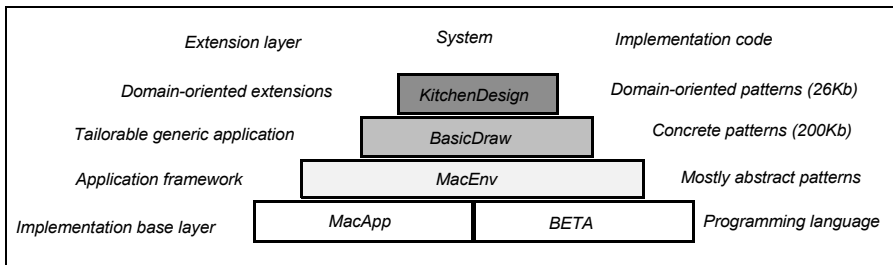 Extension layer System Implementation code
Domain-oriented extensions KitchenDesign Domain-oriented patterns (26Kb)
Tailorable generic application BasicDraw Concrete patterns (200Kb)
Application framework MacEnv Mostly abstract patterns
Implementation base layer MacApp BETA Programming language